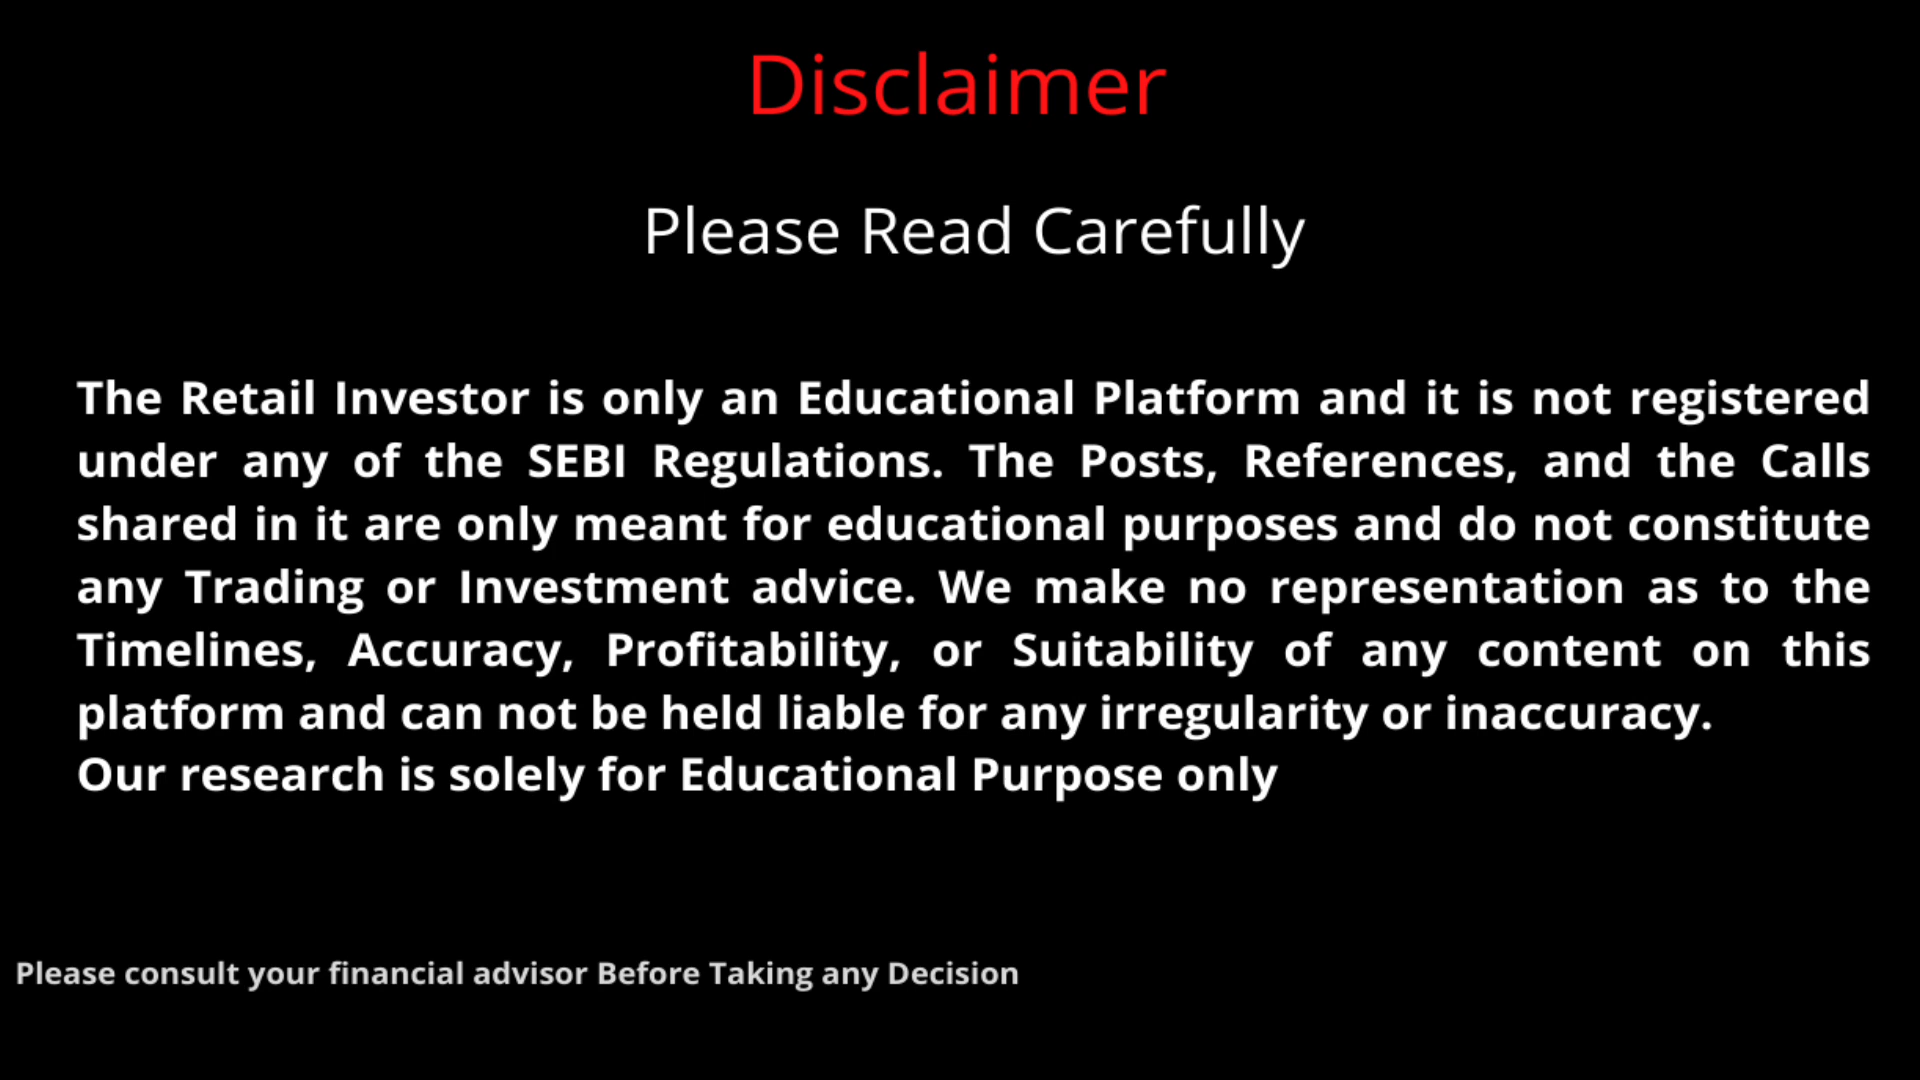 Disclaimer
Please Read Carefully
The Retail Investor is only an Educational Platform and it is not registered
under any of the SEBI Regulations. The Posts, References, and the Calls
shared in it are only meant for educational purposes and do not constitute
any Trading or Investment advice. We make no representation as to the
Timelines, Accuracy, Profitability, or Suitability of any content on this
platform and can not be held liable for any irregularity or inaccuracy.
Our research is solely for Educational Purpose only
Please consult your financial advisor Before Taking any Decision